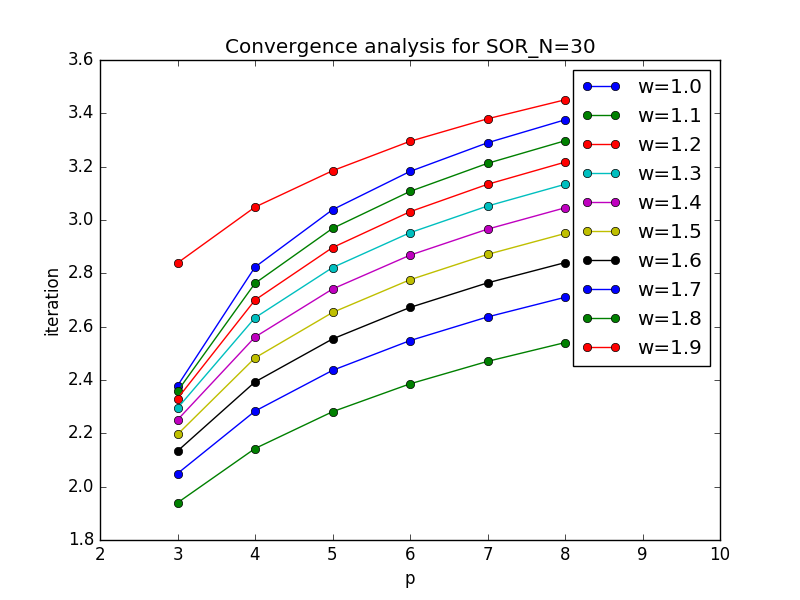 Convergence analysis for SOR_N=30
3.6
3.4
3.2
3.0
2.8
2.6
2.4
2.2
2.0
1.8
iteration
w=1.0
w=1.1
w=1.2
w=1.3
w=1.4
w=1.5
w=1.6
w=1.7
w=1.8
w=1.9
2 3 4 5 6 7 8 9 10
p